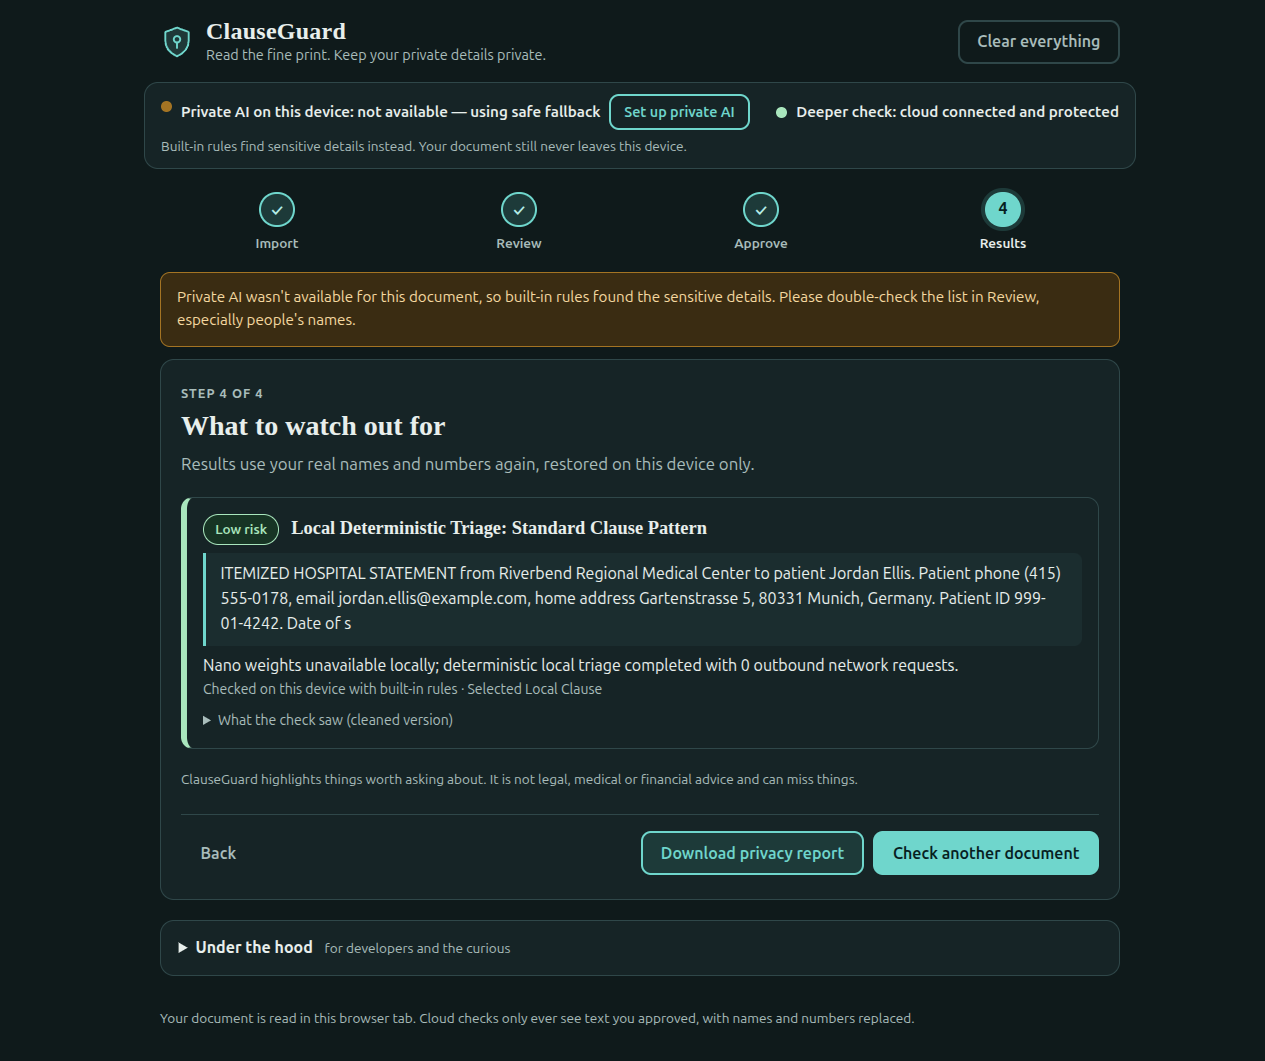 ClauseGuard
Read the fine print. Keep your private details private.
Clear everything
Private AI on this device: not available — using safe fallback
Set up private AI
Deeper check: cloud connected and protected
Built-in rules find sensitive details instead. Your document still never leaves this device.
4
Import
Review
Approve
Results
Private AI wasn't available for this document, so built-in rules found the sensitive details. Please double-check the list in Review,
especially people's names.
STEP 4 OF 4
What to watch out for
Results use your real names and numbers again, restored on this device only.
Low risk
Local Deterministic Triage: Standard Clause Pattern
ITEMIZED HOSPITAL STATEMENT from Riverbend Regional Medical Center to patient Jordan Ellis. Patient phone (415)
555-0178, email jordan.ellis@example.com, home address Gartenstrasse 5, 80331 Munich, Germany. Patient ID 999-
01-4242. Date of s
Nano weights unavailable locally; deterministic local triage completed with 0 outbound network requests.
Checked on this device with built-in rules · Selected Local Clause
What the check saw (cleaned version)
ClauseGuard highlights things worth asking about. It is not legal, medical or financial advice and can miss things.
Back
Download privacy report
Check another document
Under the hood
for developers and the curious
Your document is read in this browser tab. Cloud checks only ever see text you approved, with names and numbers replaced.